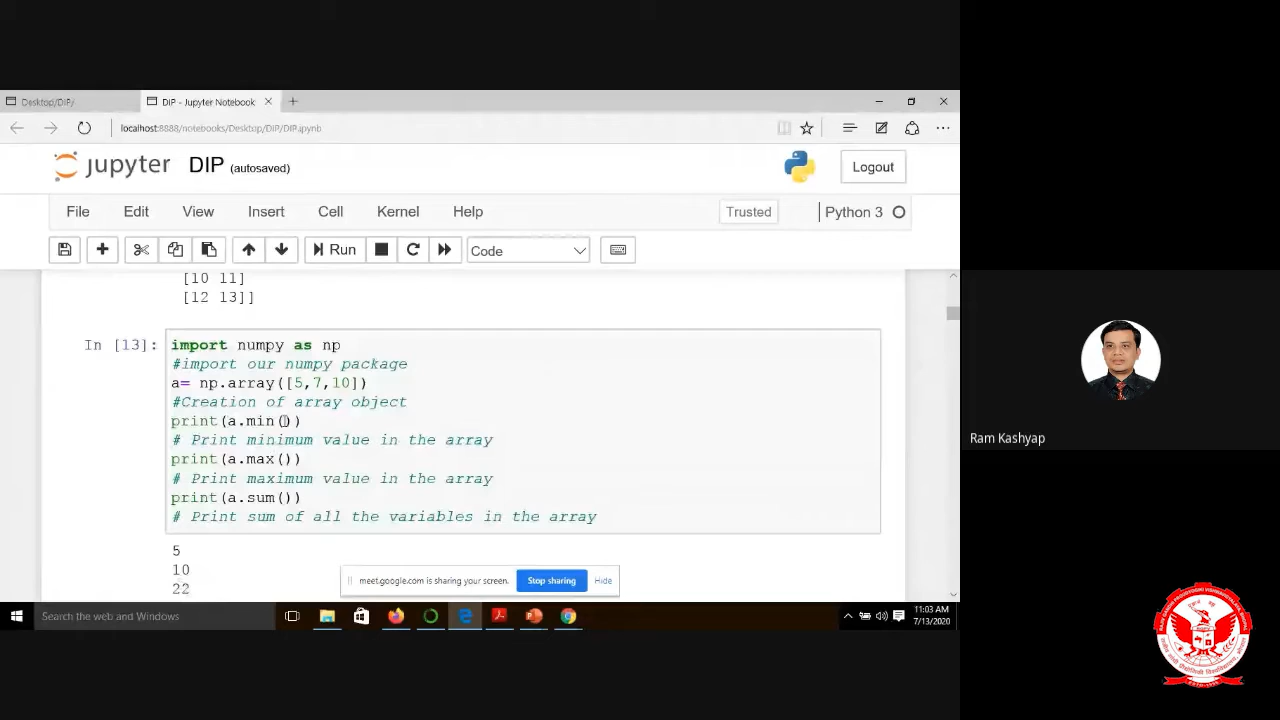 Desktop/DIP/
DIP - Jupyter Notebook
localhost:8888/notebooks/Desktop/DIP/DIP.ipynb
jupyter DIP (autosaved)
Logout
File Edit View Insert Cell Kernel Help
Trusted
Python 3
Run
Code
[10 11]
[12 13]]
In [13]:
import numpy as np
#import our numpy package
a= np.array([5,7,10])
#Creation of array object
print(a.min())
# Print minimum value in the array
print(a.max())
# Print maximum value in the array
print(a.sum())
# Print sum of all the variables in the array
5
10
22
meet.google.com is sharing your screen.
Stop sharing
Hide
Search the web and Windows
11:03 AM
7/13/2020
Ram Kashyap